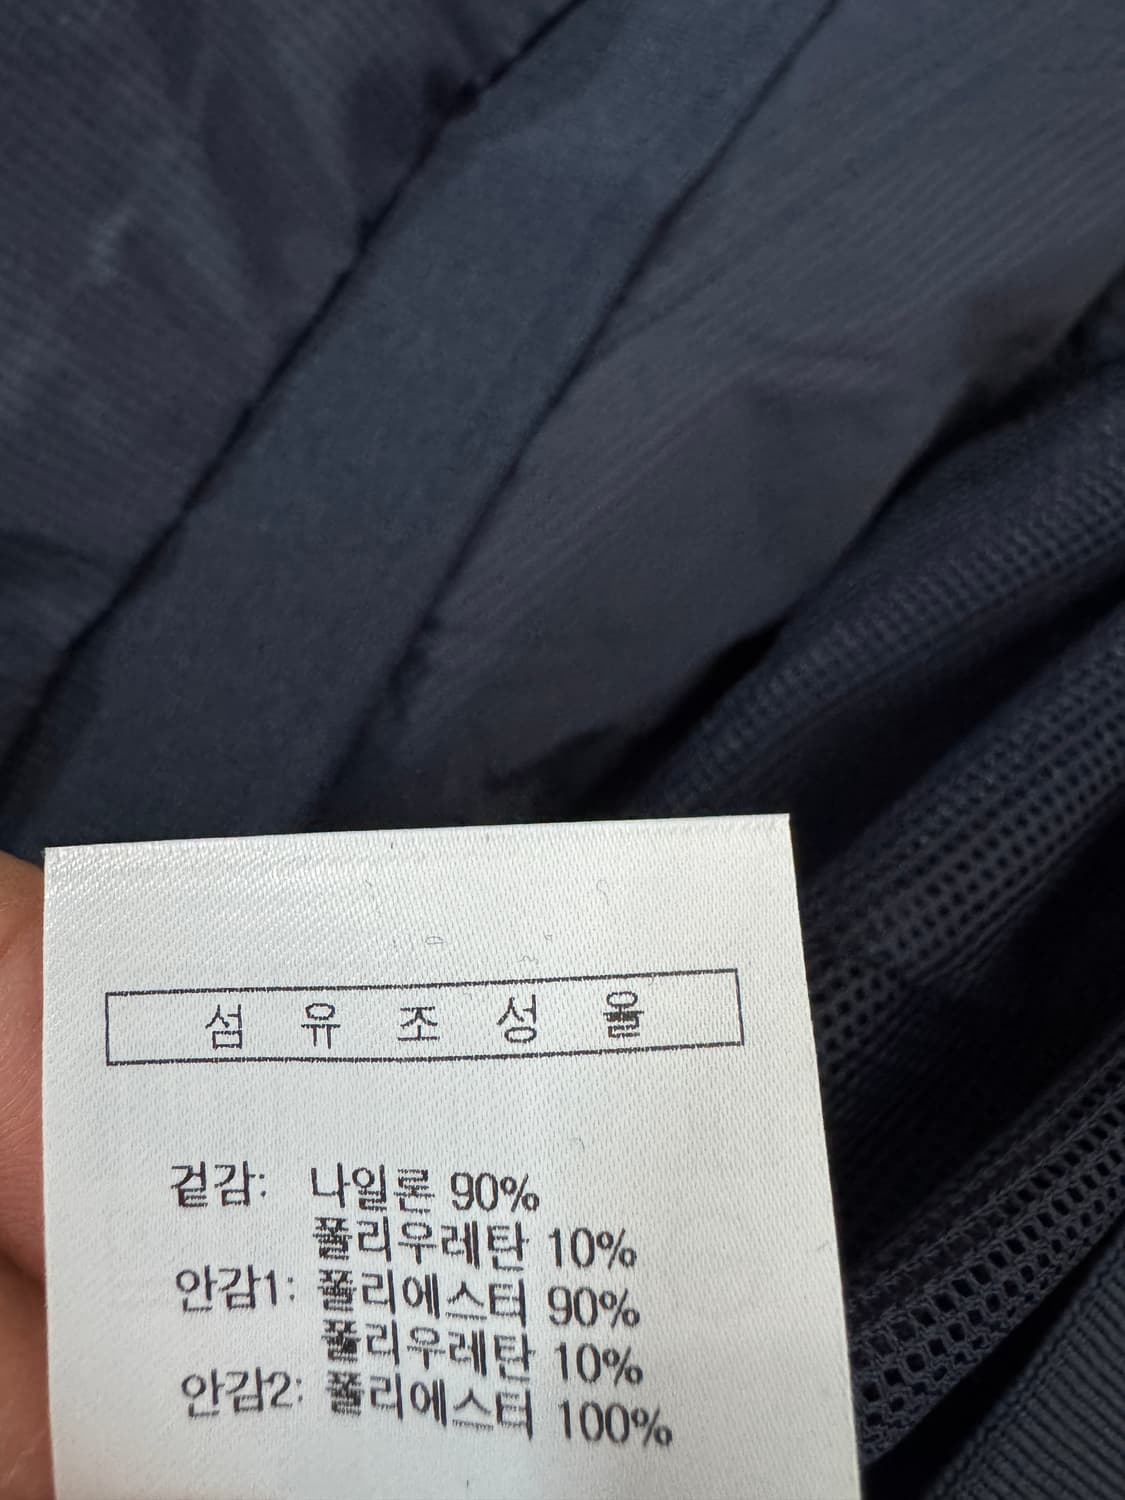 섬 유 조 성 율
겉감: 나일론 90%
폴리우레탄 10%
안감1: 폴리에스터 90%
폴리우레탄 10%
안감2: 폴리에스터 100%